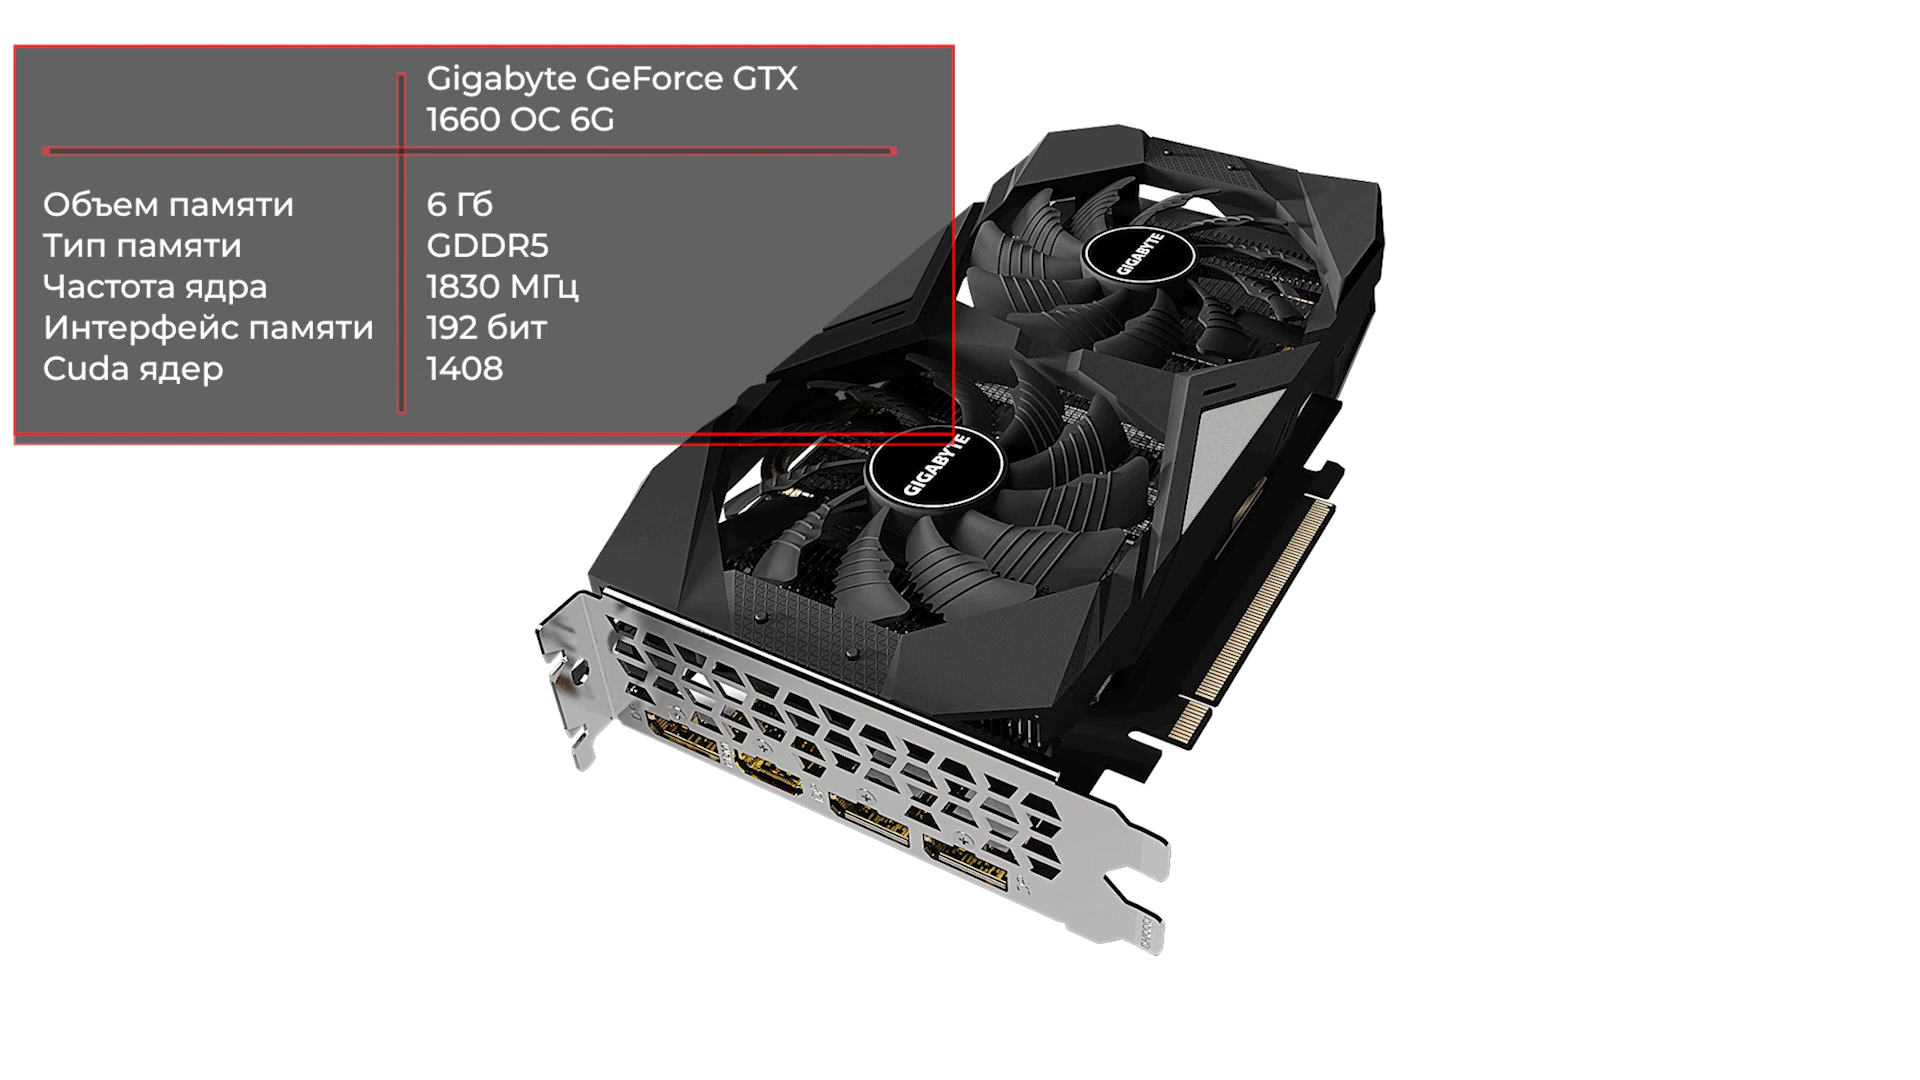 Gigabyte GeForce GTX
1660 OC 6G
Объем памяти 6 Гб
Тип памяти GDDR5
Частота ядра 1830 МГц
Интерфейс памяти 192 бит
Cuda ядер 1408
GIGABYTE
GIGABYTE